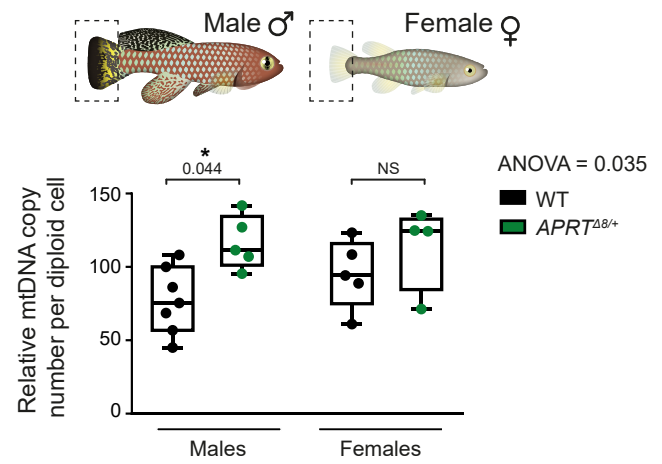 Male ♂
Female ♀
ANOVA = 0.035
WT
APRT^Δ8/+
*
0.044
NS
Relative mtDNA copy
number per diploid cell
150
100
50
0
Males
Females